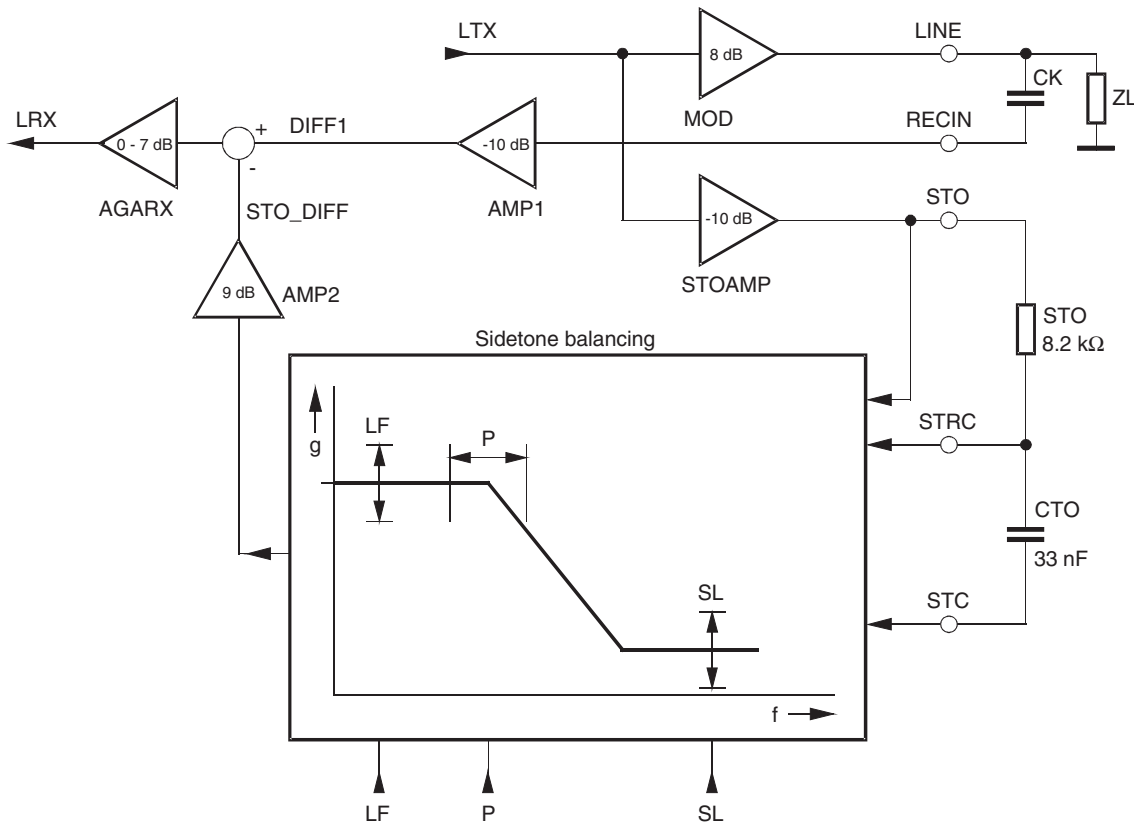 LTX
8 dB
MOD
LINE
CK
ZL
LRX
0 - 7 dB
AGARX
+
-
DIFF1
-10 dB
AMP1
RECIN
STO_DIFF
-10 dB
STOAMP
STO
9 dB
AMP2
STO
8.2 kΩ
Sidetone balancing
g
LF
P
SL
f
STRC
CTO
33 nF
STC
LF
P
SL